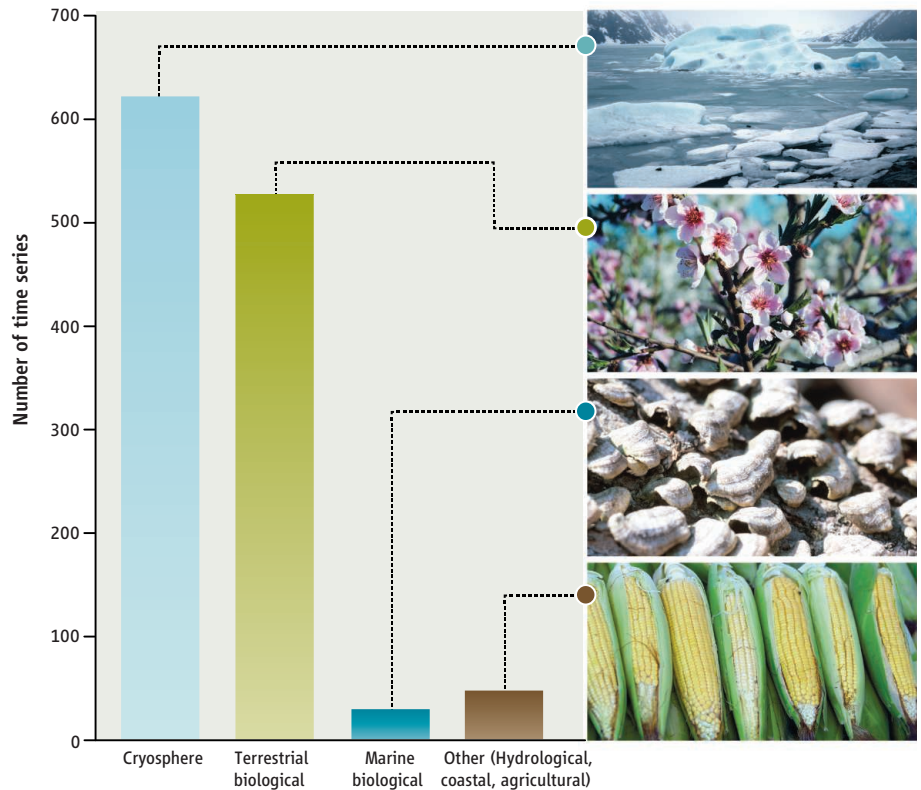 700
600
500
400
300
200
100
0
Number of time series
Cryosphere
Terrestrial
biological
Marine
biological
Other (Hydrological,
coastal, agricultural)